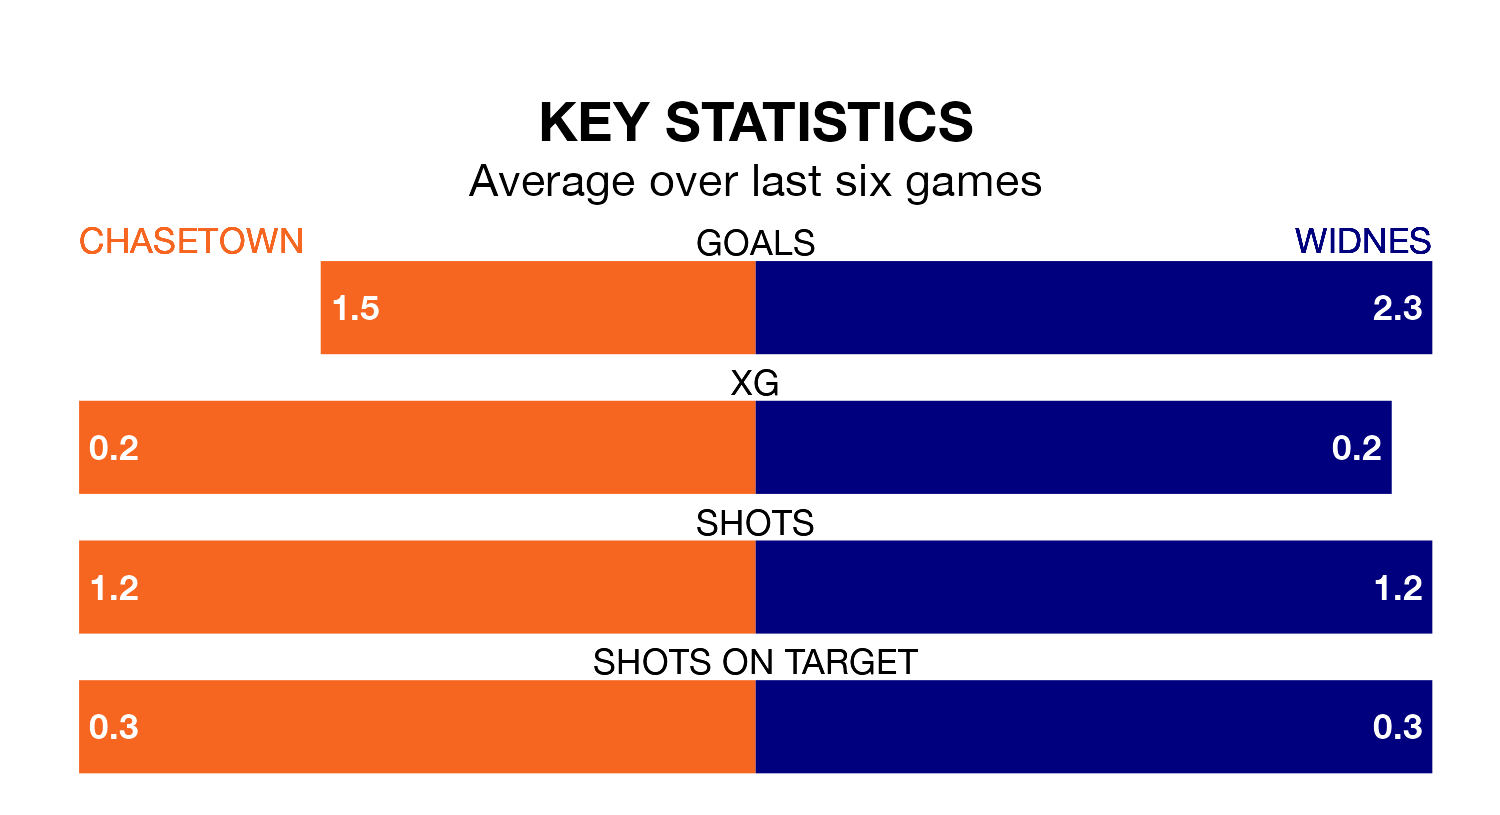 KEY STATISTICS
Average over last six games
CHASETOWN GOALS WIDNES
1.5 2.3
XG
0.2 0.2
SHOTS
1.2 1.2
SHOTS ON TARGET
0.3 0.3